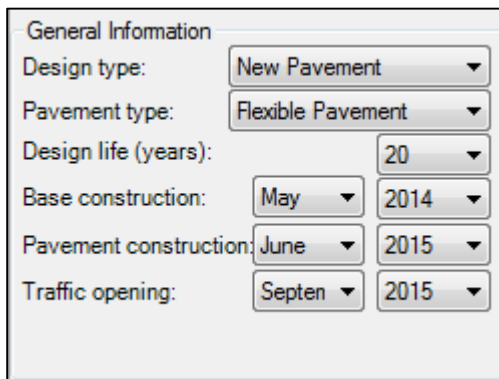 General Information
Design type: New Pavement
Pavement type: Flexible Pavement
Design life (years): 20
Base construction: May 2014
Pavement construction: June 2015
Traffic opening: Septen 2015